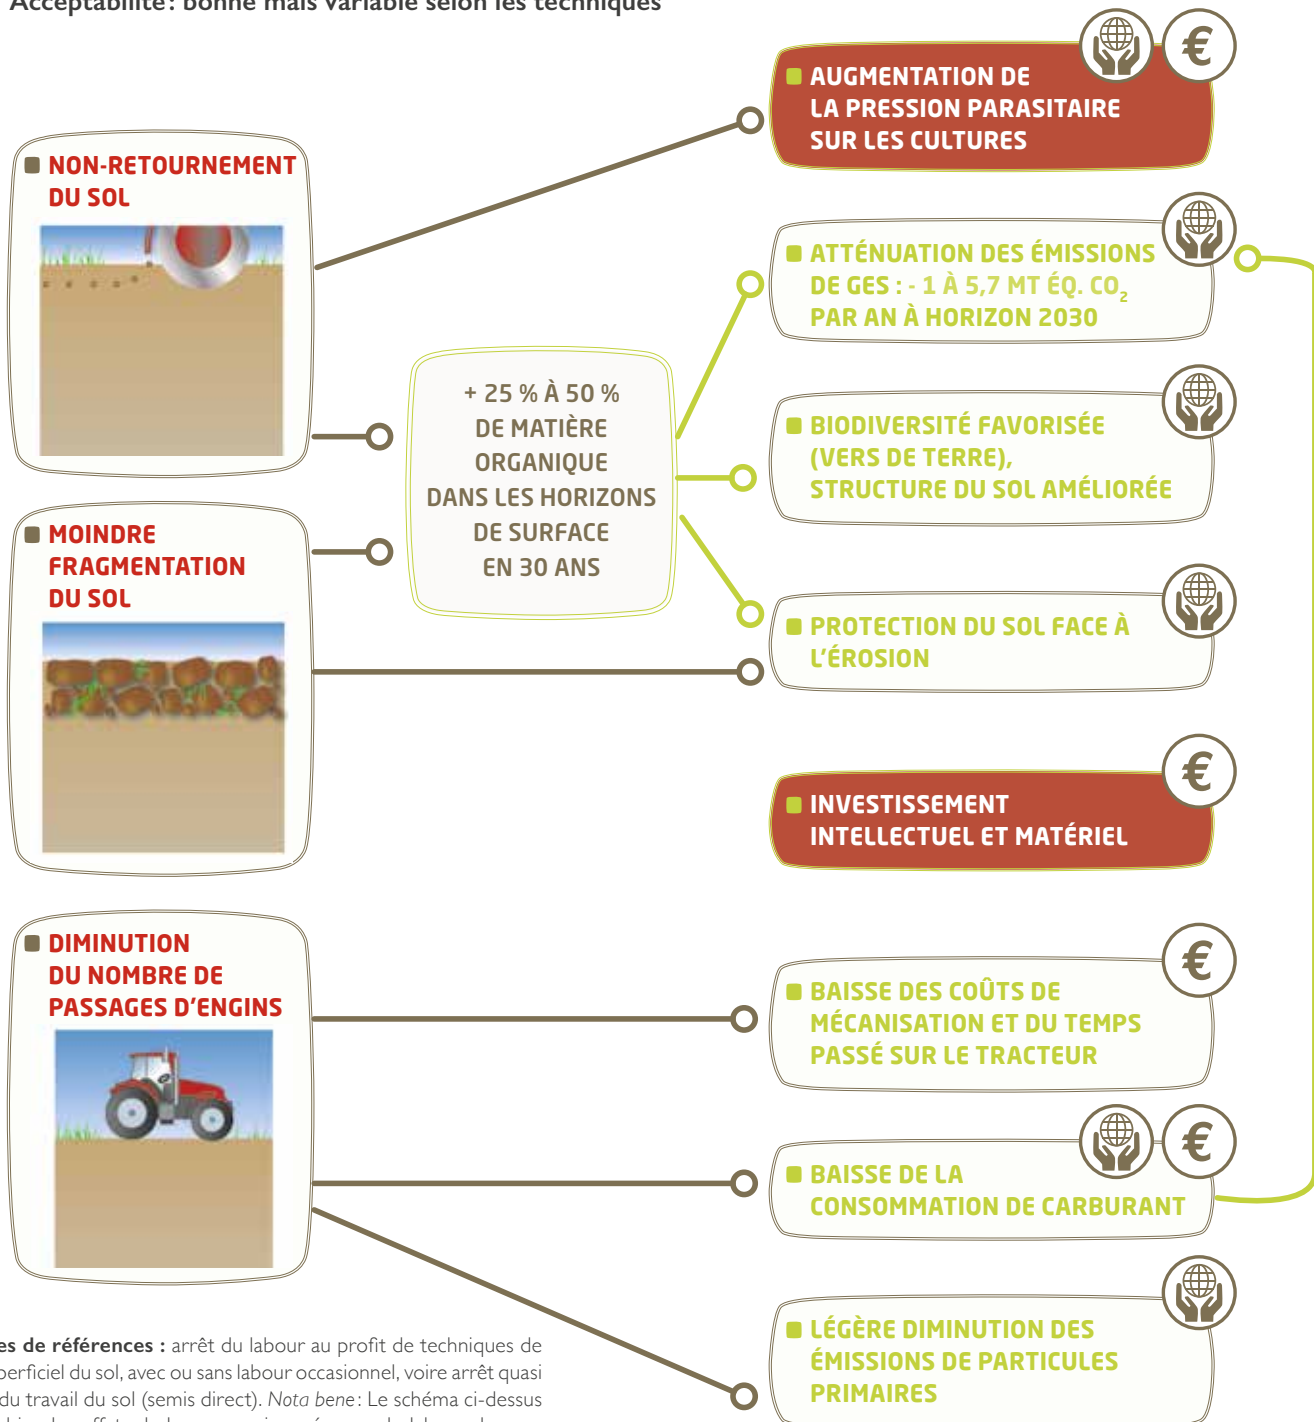 Acceptabilité : bonne mais variable selon les techniques
NON-RETOURNEMENT
DU SOL
MOINDRE
FRAGMENTATION
DU SOL
DIMINUTION
DU NOMBRE DE
PASSAGES D'ENGINS
+ 25 % À 50 %
DE MATIÈRE
ORGANIQUE
DANS LES HORIZONS
DE SURFACE
EN 30 ANS
€
AUGMENTATION DE
LA PRESSION PARASITAIRE
SUR LES CULTURES
ATTÉNUATION DES ÉMISSIONS
DE GES : - 1 À 5,7 MT ÉQ. CO₂
PAR AN À HORIZON 2030
BIODIVERSITÉ FAVORISÉE
(VERS DE TERRE),
STRUCTURE DU SOL AMÉLIORÉE
PROTECTION DU SOL FACE À
L'ÉROSION
€
INVESTISSEMENT
INTELLECTUEL ET MATÉRIEL
€
BAISSE DES COÛTS DE
MÉCANISATION ET DU TEMPS
PASSÉ SUR LE TRACTEUR
€
BAISSE DE LA
CONSOMMATION DE CARBURANT
LÉGÈRE DIMINUTION DES
ÉMISSIONS DE PARTICULES
PRIMAIRES
es de références : arrêt du labour au profit de techniques de
perficiel du sol, avec ou sans labour occasionnel, voire arrêt quasi
du travail du sol (semis direct). Nota bene : Le schéma ci-dessus